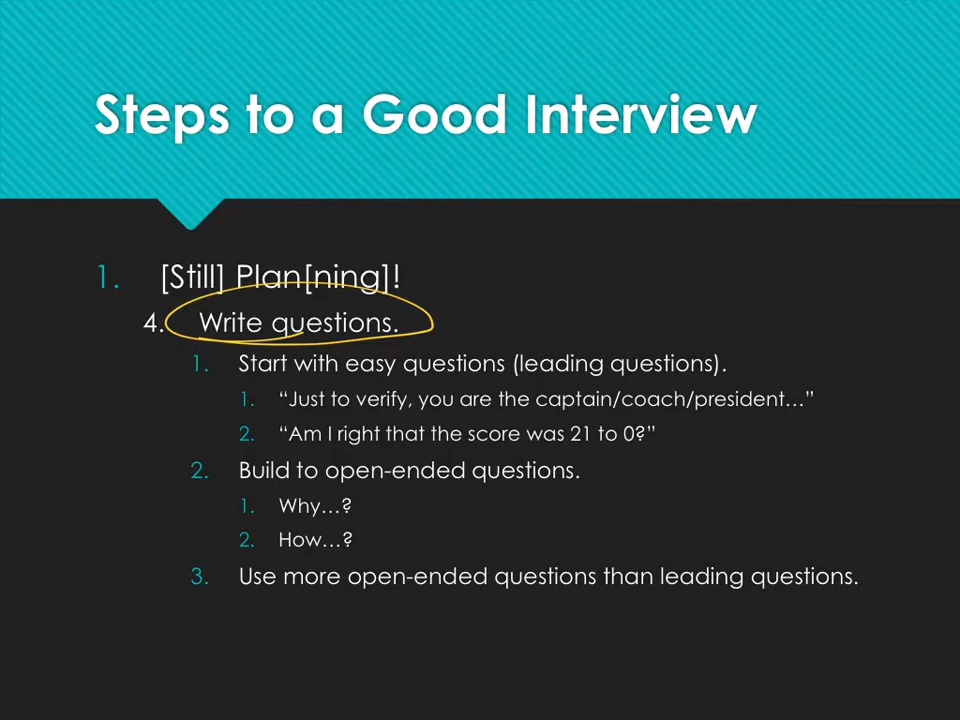 Steps to a Good Interview
1. [Still] Plan[ning]!
4. Write questions.
1. Start with easy questions (leading questions).
1. “Just to verify, you are the captain/coach/president…”
2. “Am I right that the score was 21 to 0?”
2. Build to open-ended questions.
1. Why…?
2. How…?
3. Use more open-ended questions than leading questions.